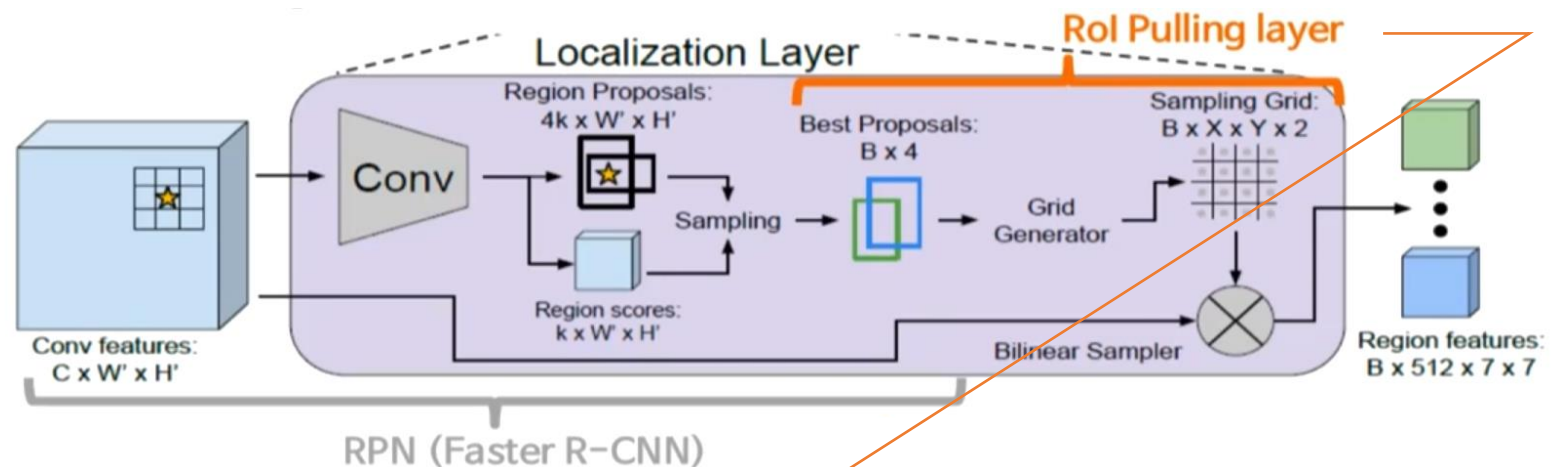 RoI Pulling layer
Localization Layer
Region Proposals:
4k x W' x H'
Conv
Sampling
Region scores:
k x W' x H'
Best Proposals:
B x 4
Grid
Generator
Sampling Grid:
B x X x Y x 2
Bilinear Sampler
Conv features:
C x W' x H'
Region features:
B x 512 x 7 x 7
RPN (Faster R-CNN)